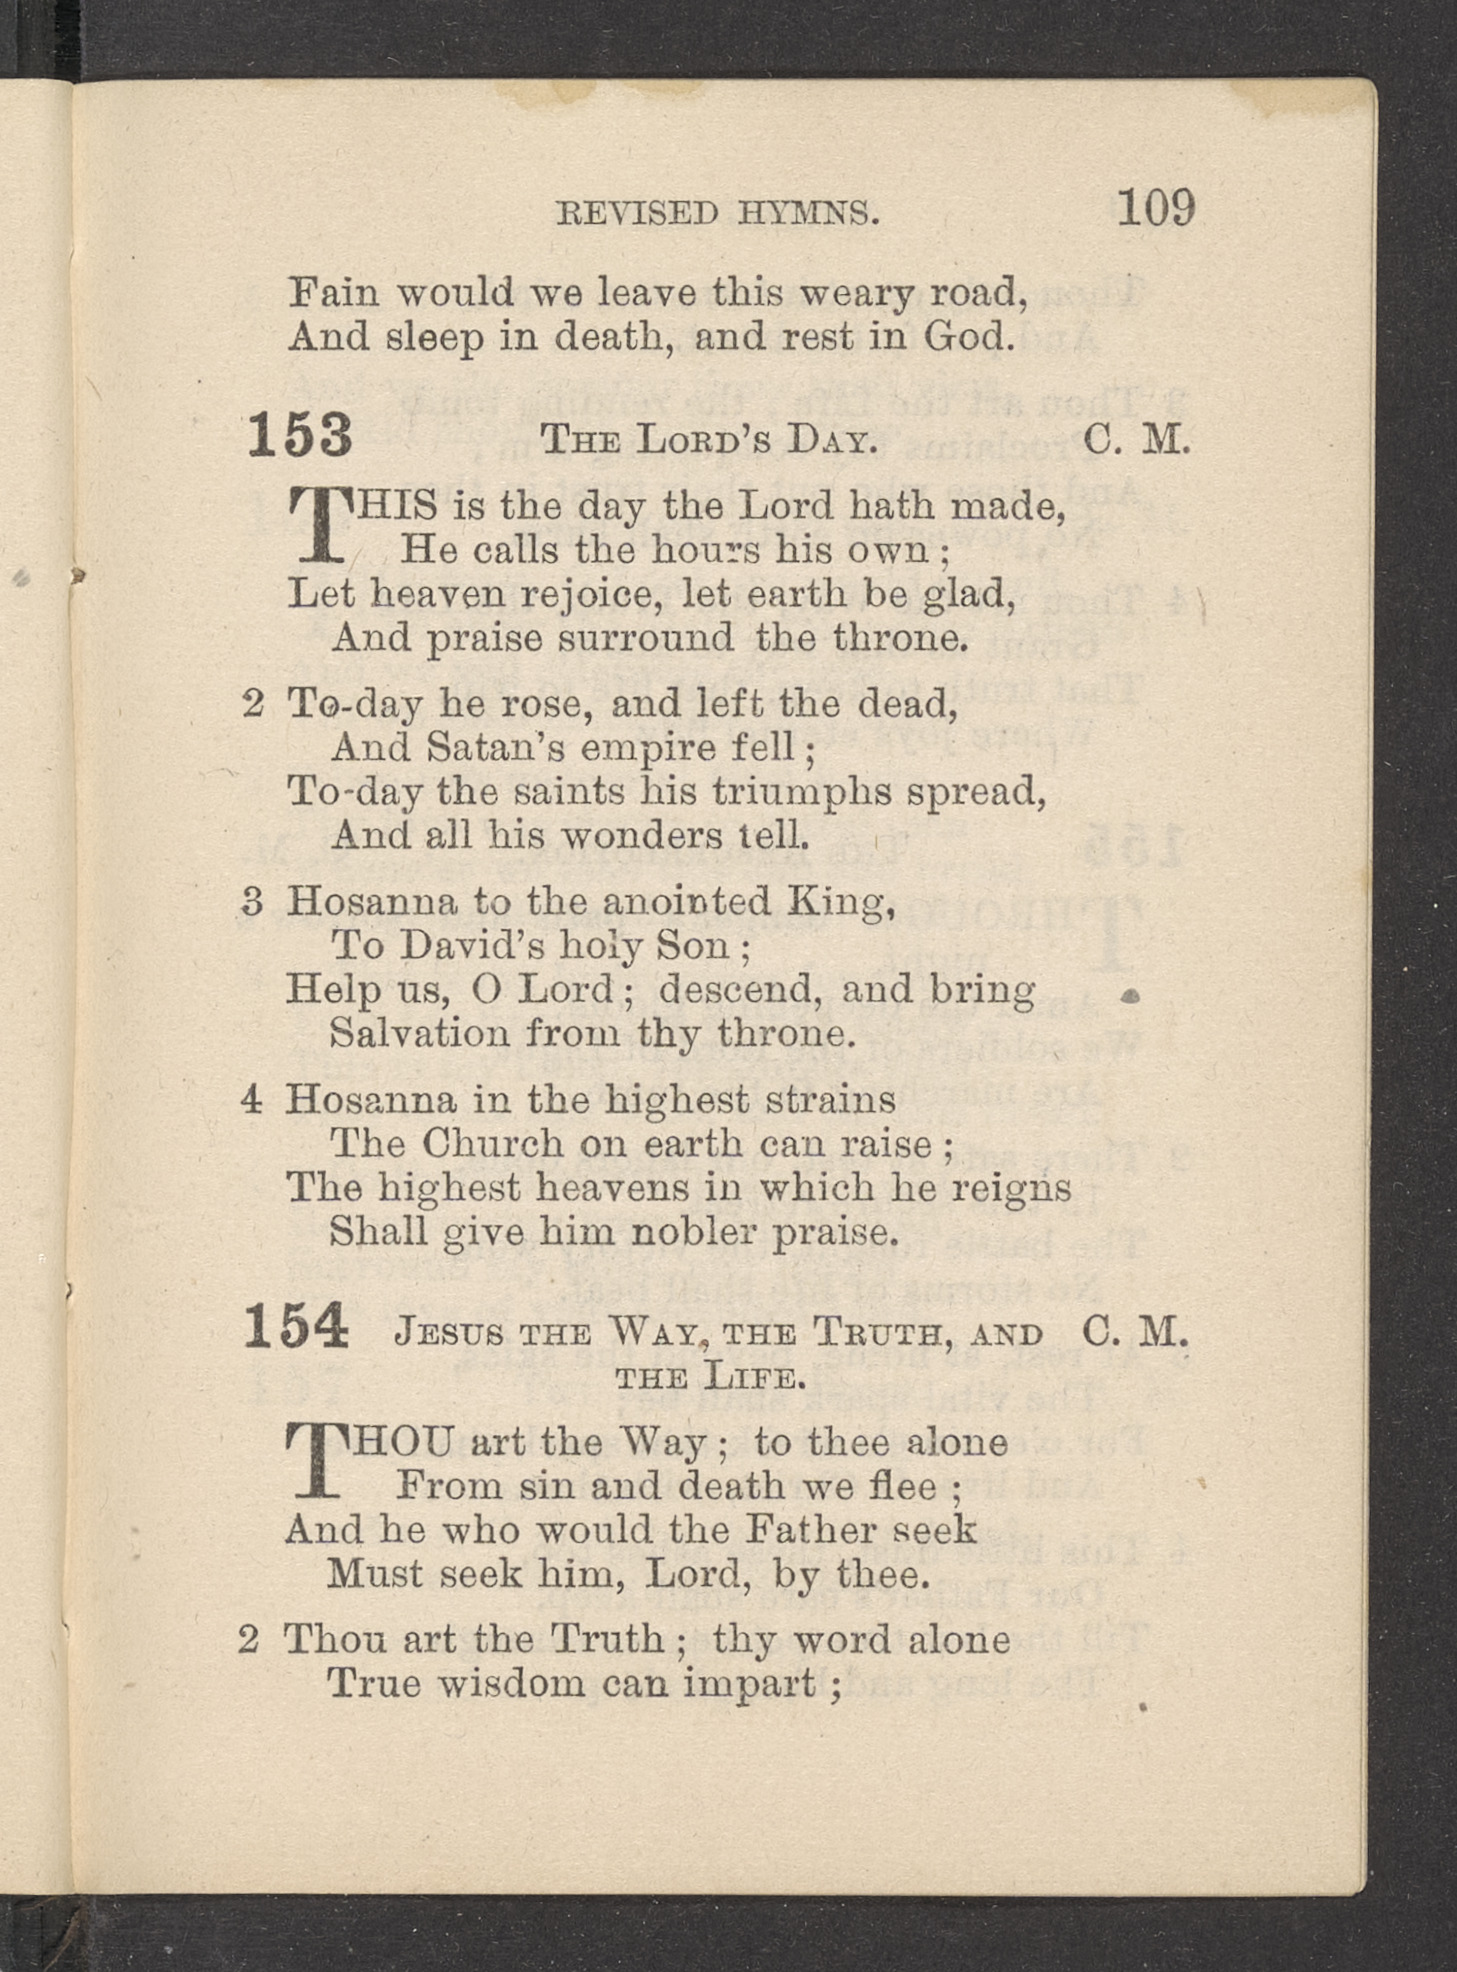 REVISED HYMNS. 109
Fain would we leave this weary road,
And sleep in death, and rest in God.
153 THE LORD'S DAY. C. M.
THIS is the day the Lord hath made,
He calls the hours his own ;
Let heaven rejoice, let earth be glad,
And praise surround the throne.
2 To-day he rose, and left the dead,
And Satan's empire fell ;
To-day the saints his triumphs spread,
And all his wonders tell.
3 Hosanna to the anointed King,
To David's holy Son ;
Help us, O Lord ; descend, and bring
Salvation from thy throne.
4 Hosanna in the highest strains
The Church on earth can raise ;
The highest heavens in which he reigns
Shall give him nobler praise.
154 JESUS THE WAY, THE TRUTH, AND C. M.
THE LIFE.
THOU art the Way ; to thee alone
From sin and death we flee ;
And he who would the Father seek
Must seek him, Lord, by thee.
2 Thou art the Truth ; thy word alone
True wisdom can impart ;